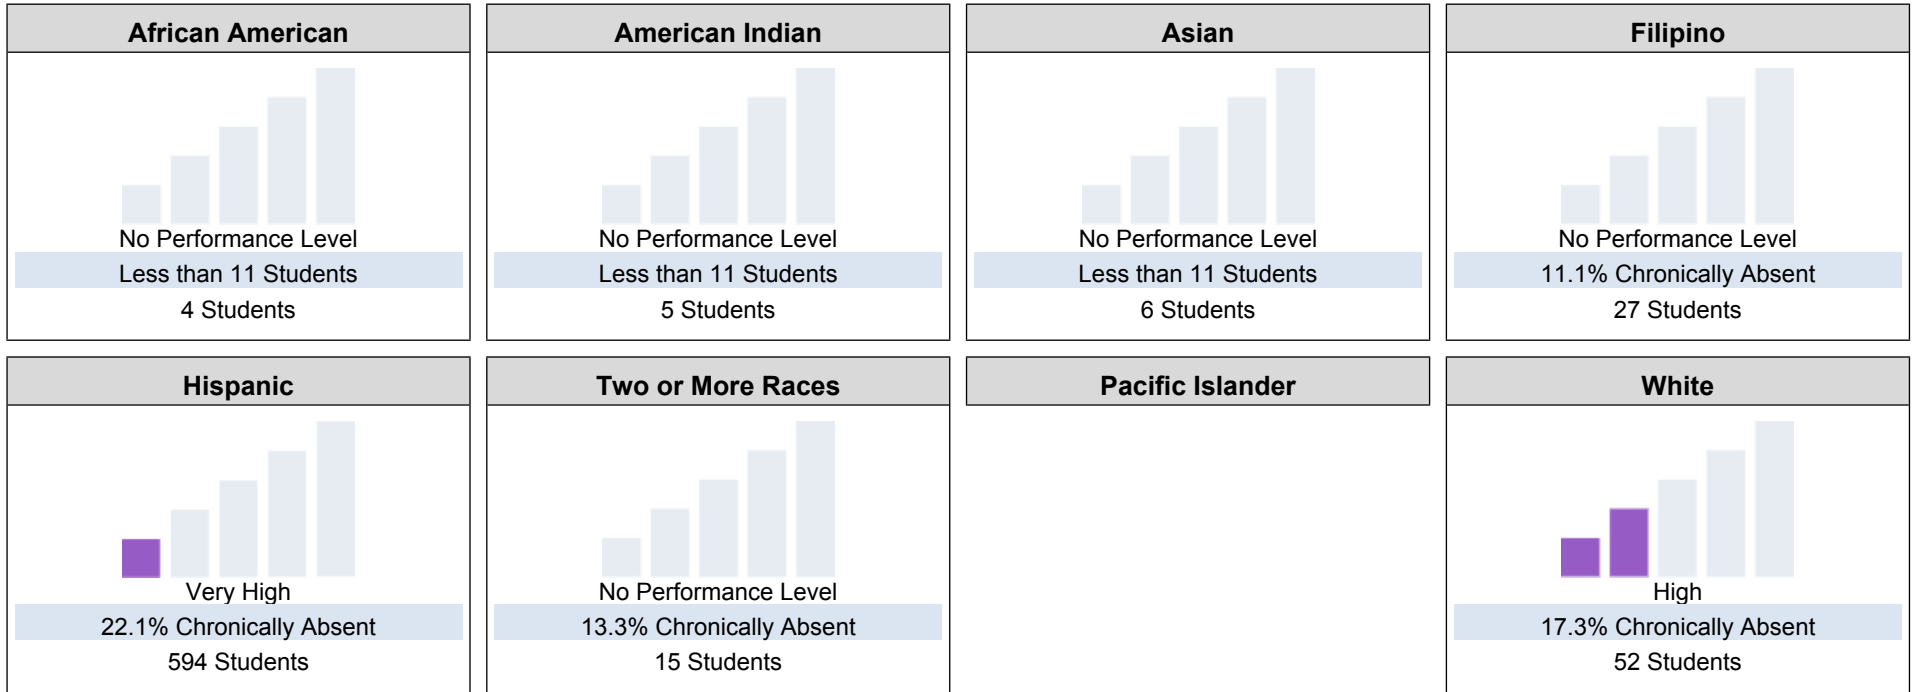 African American
No Performance Level
Less than 11 Students
4 Students
American Indian
No Performance Level
Less than 11 Students
5 Students
Asian
No Performance Level
Less than 11 Students
6 Students
Filipino
No Performance Level
11.1% Chronically Absent
27 Students
Hispanic
Very High
22.1% Chronically Absent
594 Students
Two or More Races
No Performance Level
13.3% Chronically Absent
15 Students
Pacific Islander
White
High
17.3% Chronically Absent
52 Students